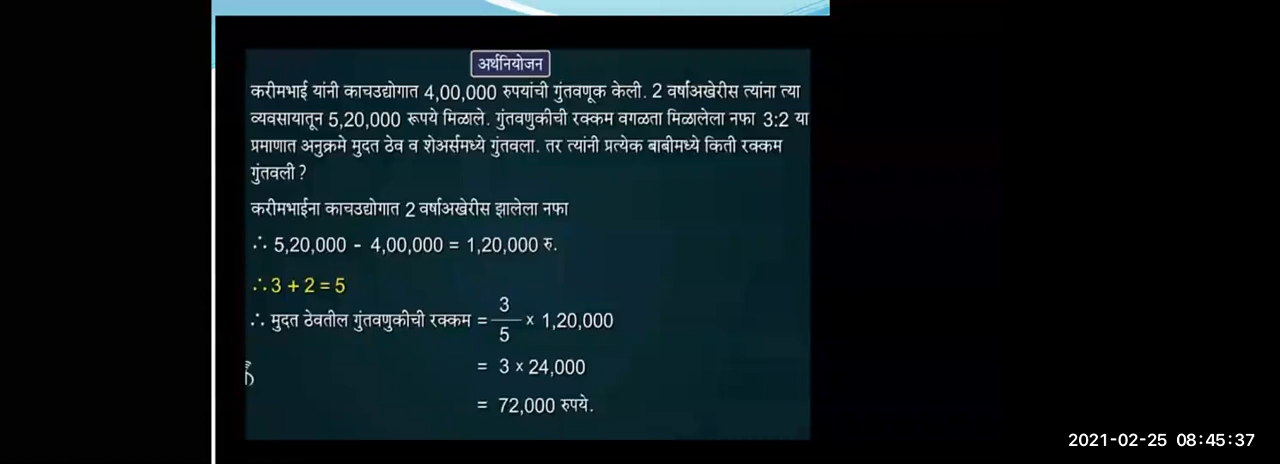 अर्थनियोजन
करीमभाई यांनी काचउद्योगात 4,00,000 रुपयांची गुंतवणूक केली. 2 वर्षांअखेरीस त्यांना त्या
व्यवसायातून 5,20,000 रूपये मिळाले. गुंतवणुकीची रक्कम वगळता मिळालेला नफा 3:2 या
प्रमाणात अनुक्रमे मुदत ठेव व शेअर्समध्ये गुंतवला. तर त्यांनी प्रत्येक बाबीमध्ये किती रक्कम
गुंतवली ?
करीमभाईना काचउद्योगात 2 वर्षाअखेरीस झालेला नफा
∴ 5,20,000 - 4,00,000 = 1,20,000 रु.
∴ 3 + 2 = 5
∴ मुदत ठेवतील गुंतवणुकीची रक्कम = 3/5 × 1,20,000
= 3 × 24,000
= 72,000 रुपये.
2021-02-25 08:45:37